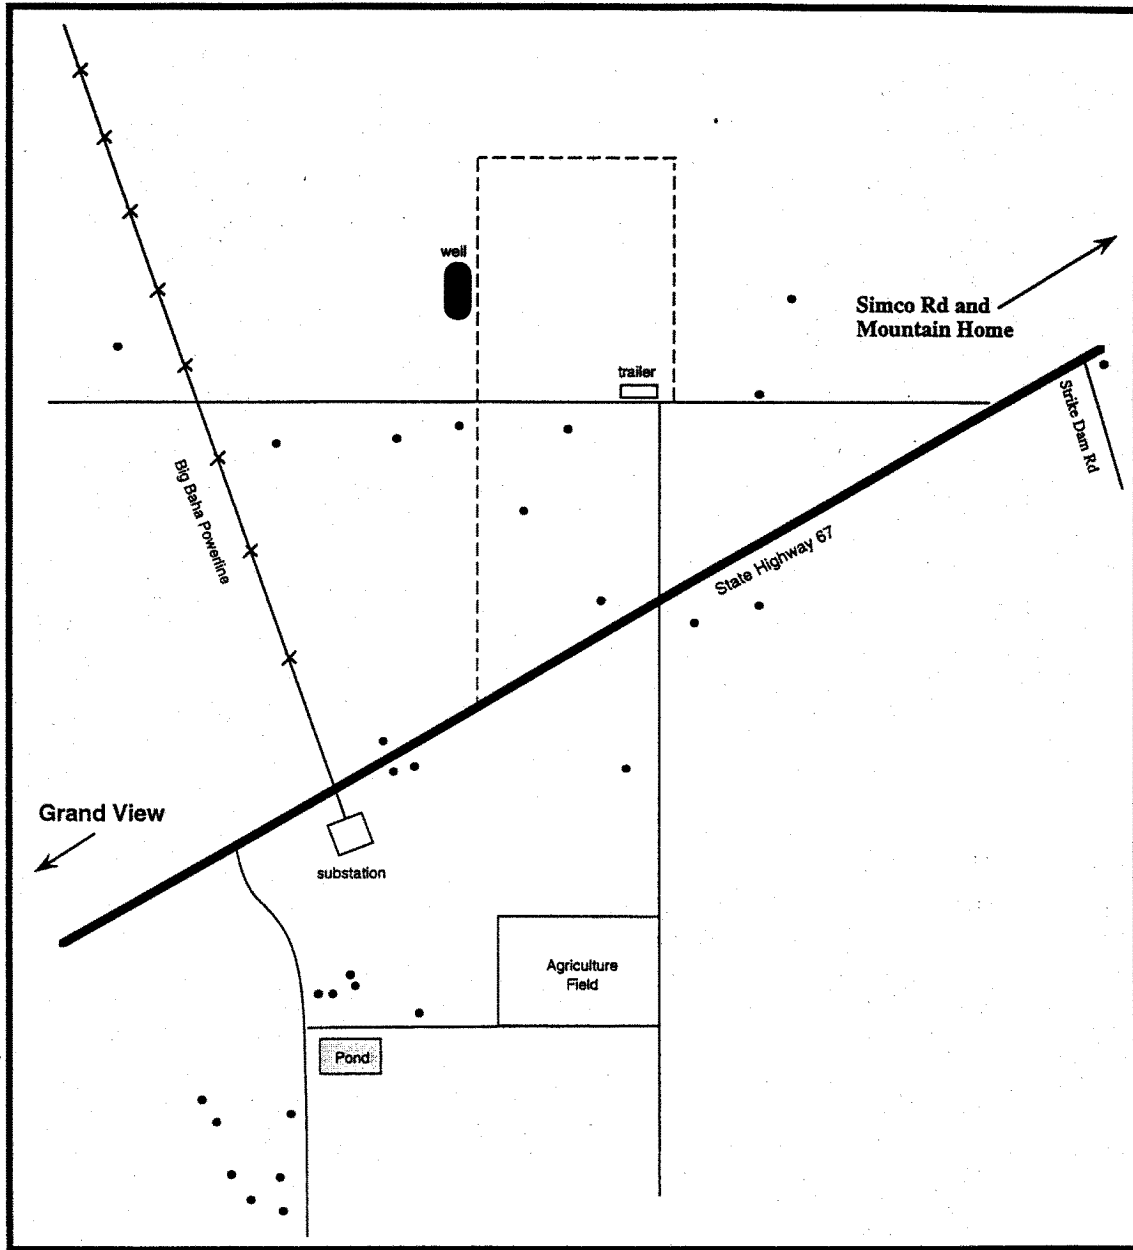 well
Simco Rd and
Mountain Home
trailer
Strike Dam Rd
Big Baha Powerline
State Highway 67
Grand View
substation
Agriculture
Field
Pond